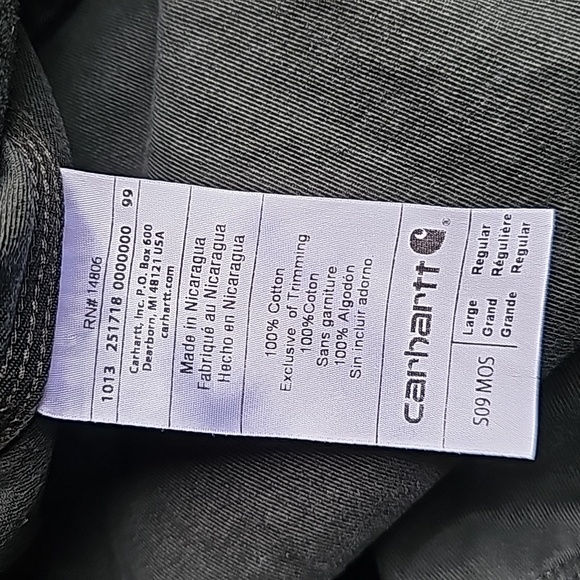 S09 MOS
Large Regular
Grand Régulière
Grande Regular
carhartt
®
100% Cotton
Exclusive of Trimming
100%Coton
Sans garniture
100% Algodón
Sin incluir adorno
Made in Nicaragua
Fabriqué au Nicaragua
Hecho en Nicaragua
Carhartt, Inc. P.O. Box 600
Dearborn, MI 48121 USA
carhartt.com
1013 251718 0000000 99
RN# 14806